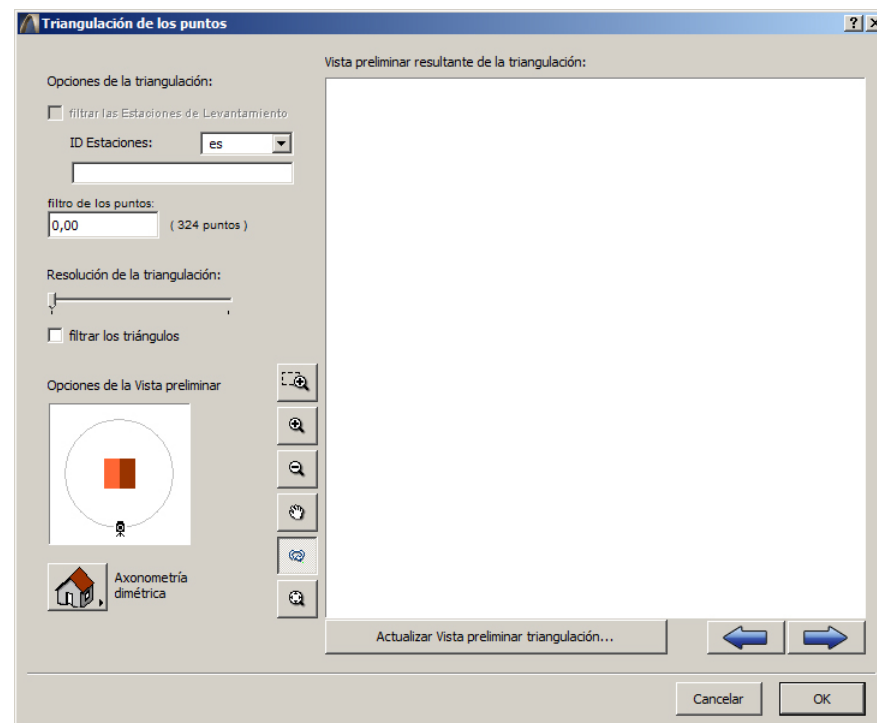 Triangulación de los puntos
Vista preliminar resultante de la triangulación:
Opciones de la triangulación:
filtrar las Estaciones de Levantamiento
ID Estaciones:
es
filtro de los puntos:
0,00
( 324 puntos )
Resolución de la triangulación:
filtrar los triángulos
Opciones de la Vista preliminar
Axonometría
dimétrica
Actualizar Vista preliminar triangulación...
Cancelar
OK